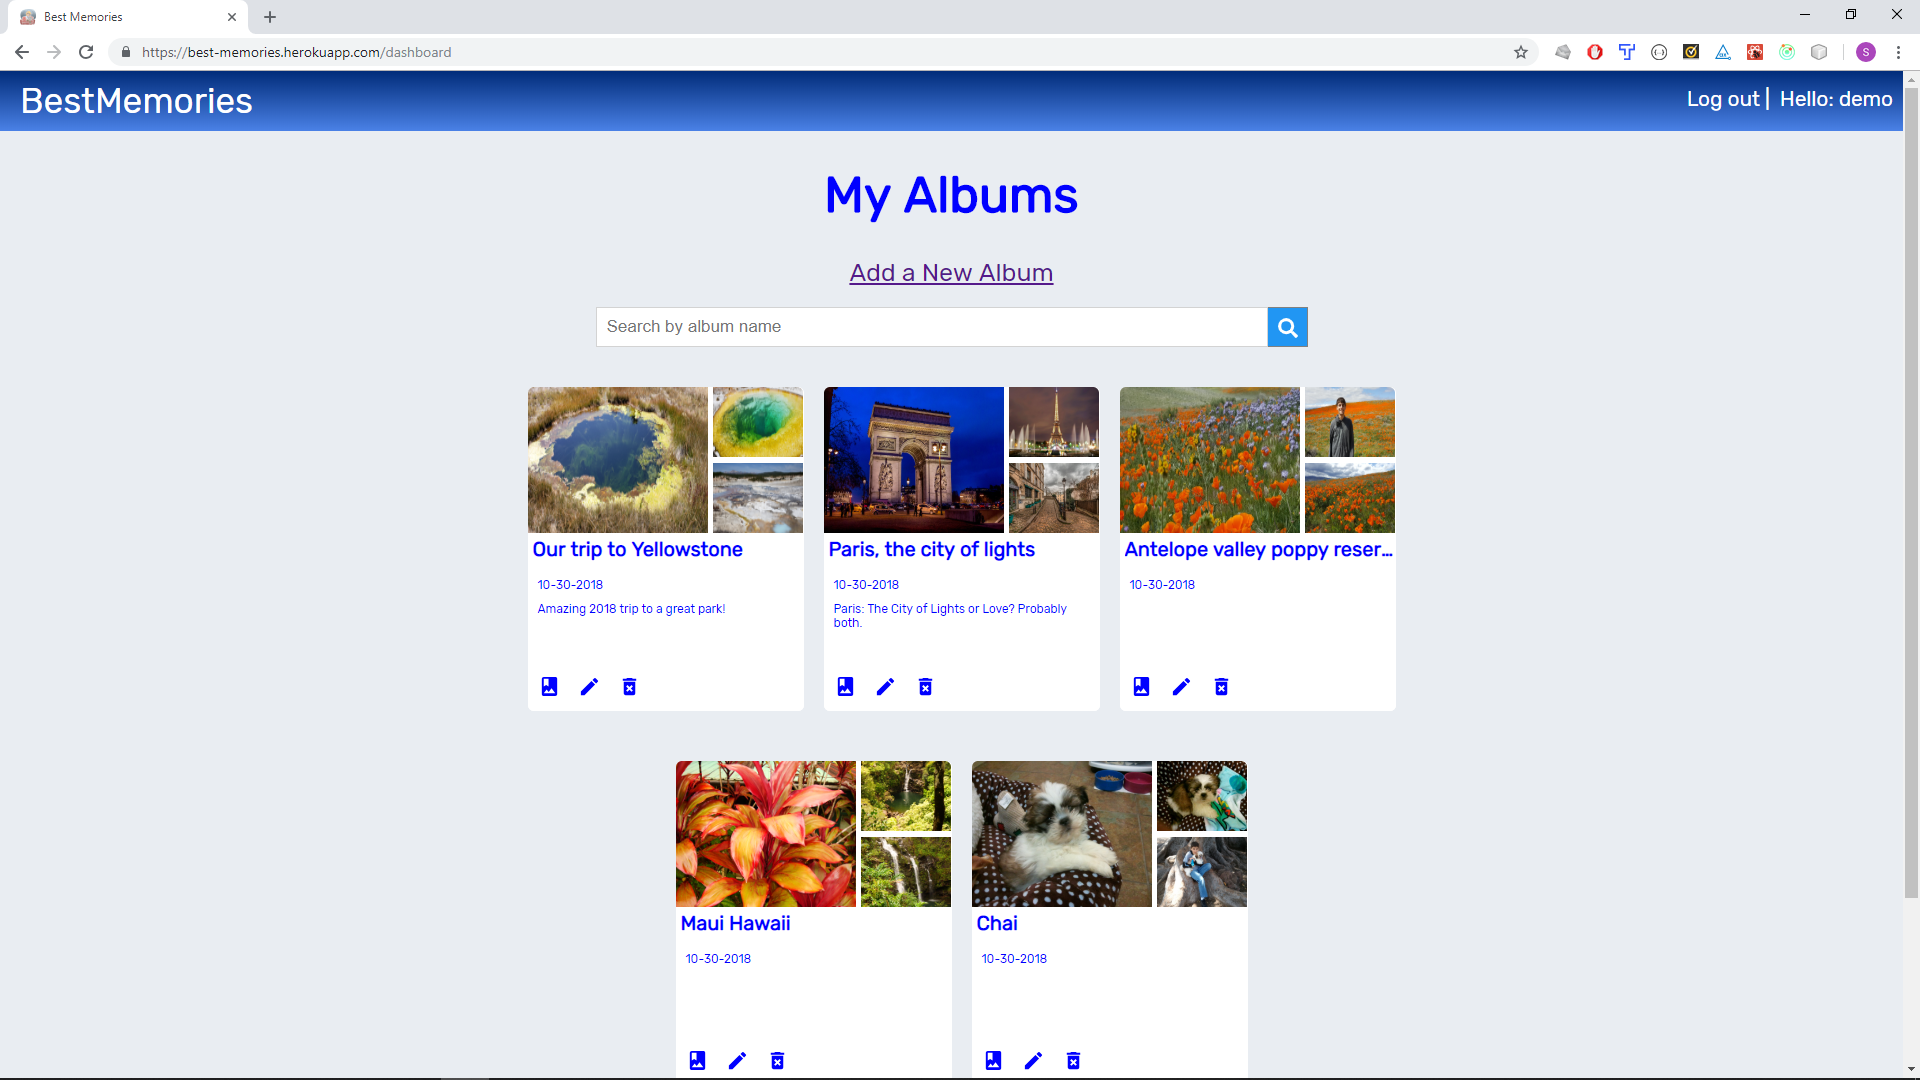 Best Memories
https://best-memories.herokuapp.com/dashboard
S
BestMemories
Log out | Hello: demo
My Albums
Add a New Album
Search by album name
Our trip to Yellowstone
10-30-2018
Amazing 2018 trip to a great park!
Paris, the city of lights
10-30-2018
Paris: The City of Lights or Love? Probably
both.
Antelope valley poppy reser...
10-30-2018
Maui Hawaii
10-30-2018
Chai
10-30-2018